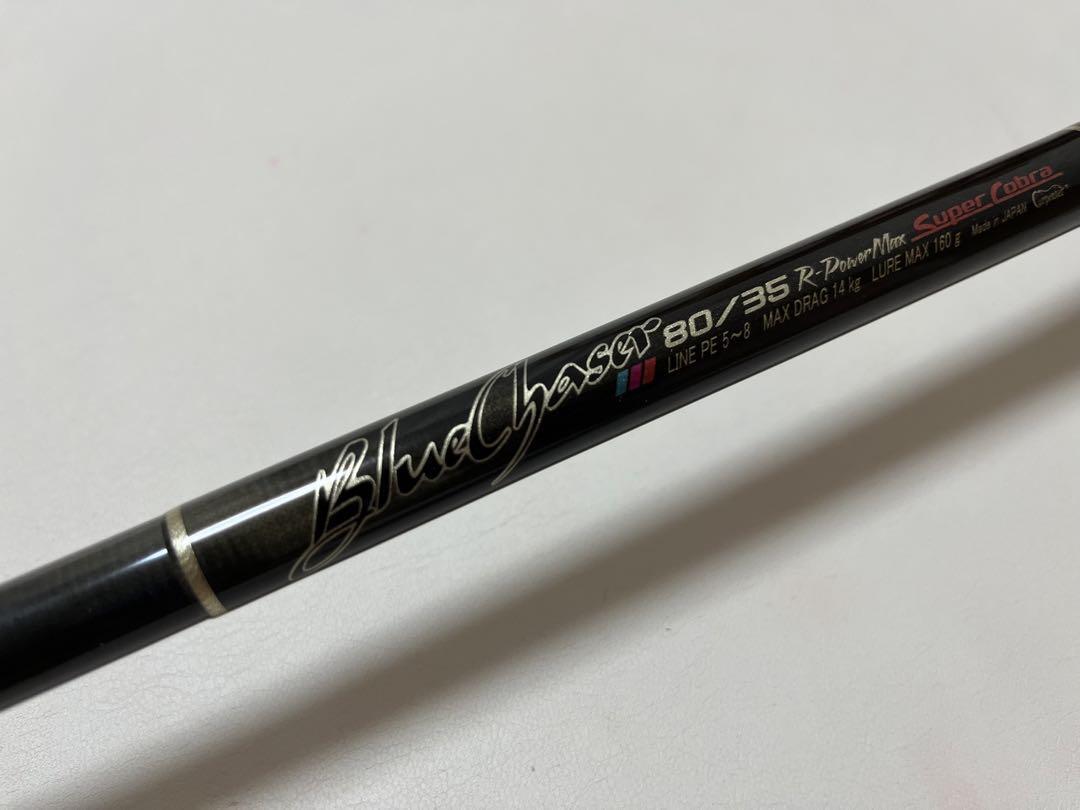 BlueChaser 80/35 R-PowerMax Super Cobra
LINE PE 5~8 MAX DRAG 14 kg LURE MAX 160 g Made in JAPAN